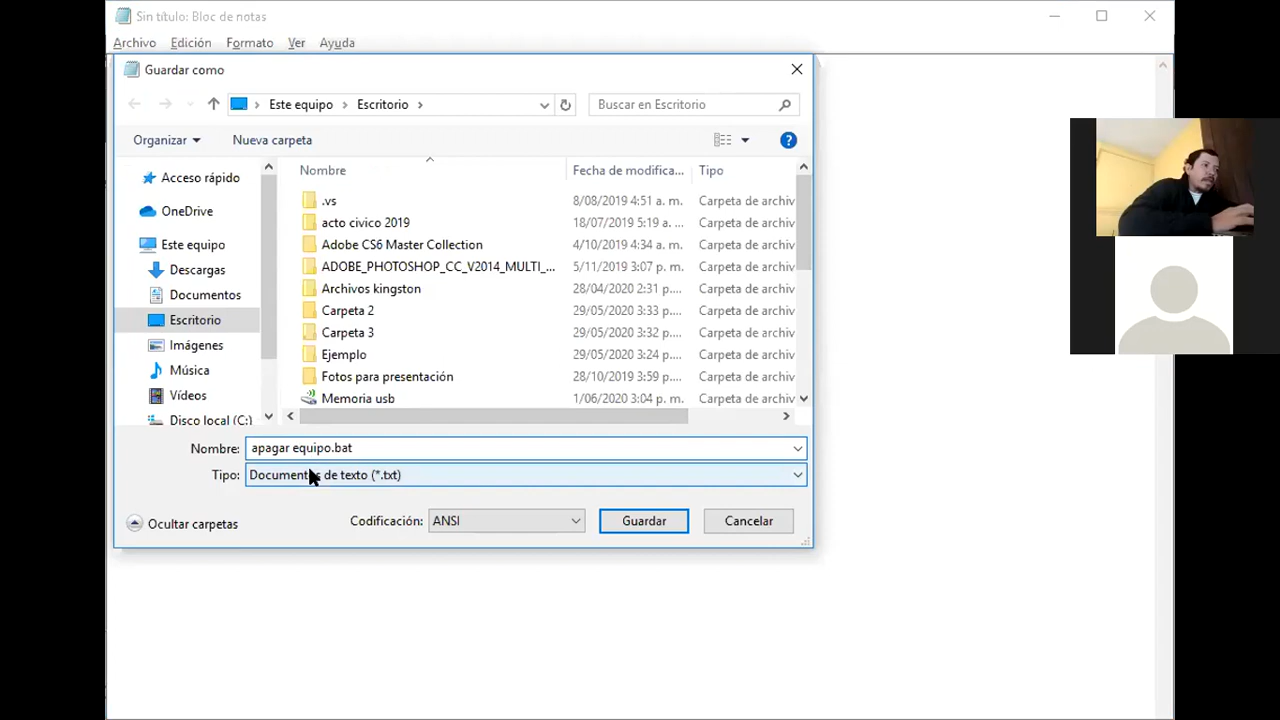 Sin título: Bloc de notas
Archivo Edición Formato Ver Ayuda
Guardar como
Este equipo Escritorio
Buscar en Escritorio
Organizar Nueva carpeta
Nombre Fecha de modifica... Tipo
Acceso rápido
OneDrive
Este equipo
Descargas
Documentos
Escritorio
Imágenes
Música
Vídeos
Disco local (C:)
.vs 8/08/2019 4:51 a. m. Carpeta de archiv
acto civico 2019 18/07/2019 5:19 a. ... Carpeta de archiv
Adobe CS6 Master Collection 4/10/2019 4:34 a. m. Carpeta de archiv
ADOBE_PHOTOSHOP_CC_V2014_MULTI_... 5/11/2019 3:07 p. m. Carpeta de archiv
Archivos kingston 28/04/2020 2:31 p.... Carpeta de archiv
Carpeta 2 29/05/2020 3:33 p.... Carpeta de archiv
Carpeta 3 29/05/2020 3:32 p.... Carpeta de archiv
Ejemplo 29/05/2020 3:24 p.... Carpeta de archiv
Fotos para presentación 28/10/2019 3:59 p.... Carpeta de archiv
Memoria usb 1/06/2020 3:04 p. m. Carpeta de archiv
Nombre: apagar equipo.bat
Tipo: Documentos de texto (*.txt)
Ocultar carpetas
Codificación: ANSI
Guardar Cancelar